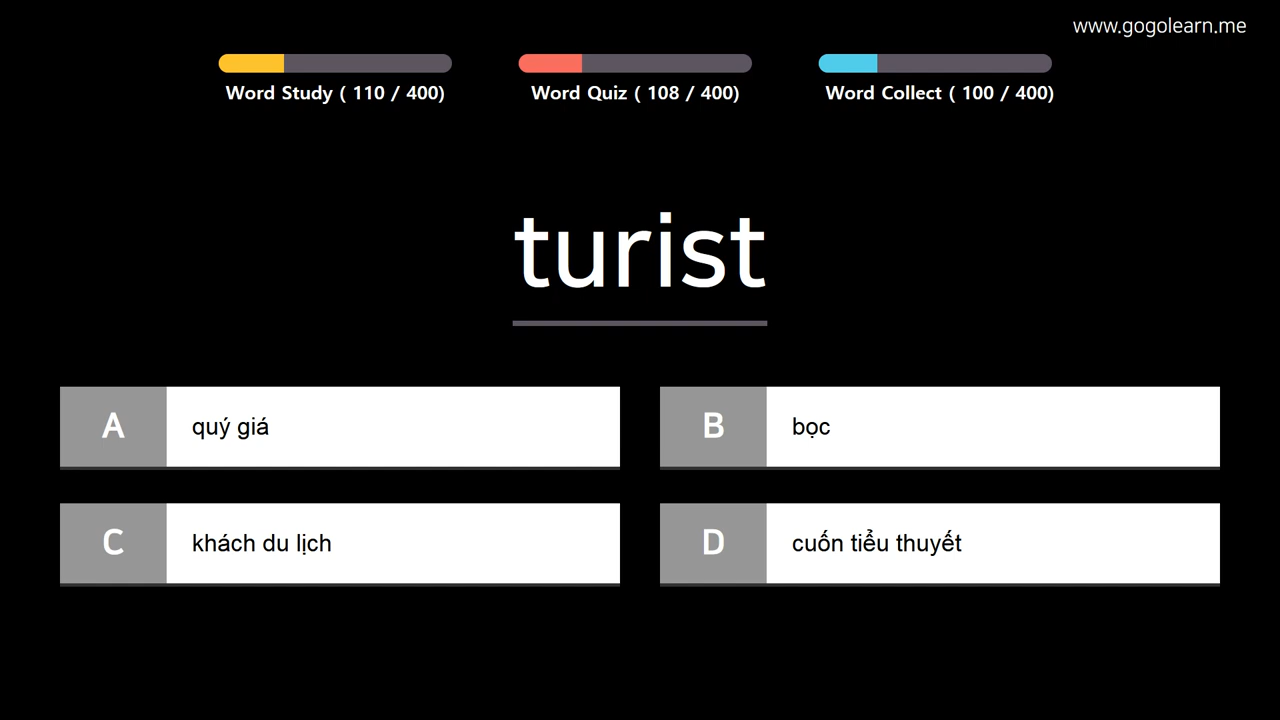 www.gogolearn.me
Word Study ( 110 / 400)
Word Quiz ( 108 / 400)
Word Collect ( 100 / 400)
turist
A quý giá
B bọc
C khách du lịch
D cuốn tiểu thuyết